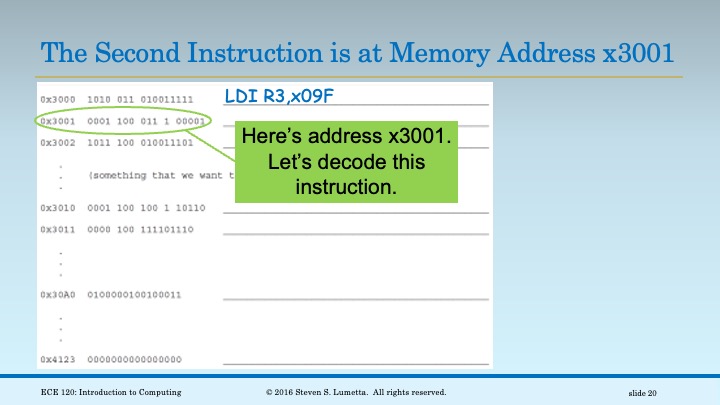 The Second Instruction is at Memory Address x3001
0x3000 1010 011 010011111 LDI R3,x09F
0x3001 0001 100 011 1 00001
Here's address x3001.
Let's decode this
instruction.
0x3002 1011 100 010011101
.
.
.
(something that we want t
0x3010 0001 100 100 1 10110
0x3011 0000 100 111101110
.
.
.
0x30A0 0100000100100011
.
.
.
0x4123 0000000000000000
ECE 120: Introduction to Computing © 2016 Steven S. Lumetta. All rights reserved. slide 20